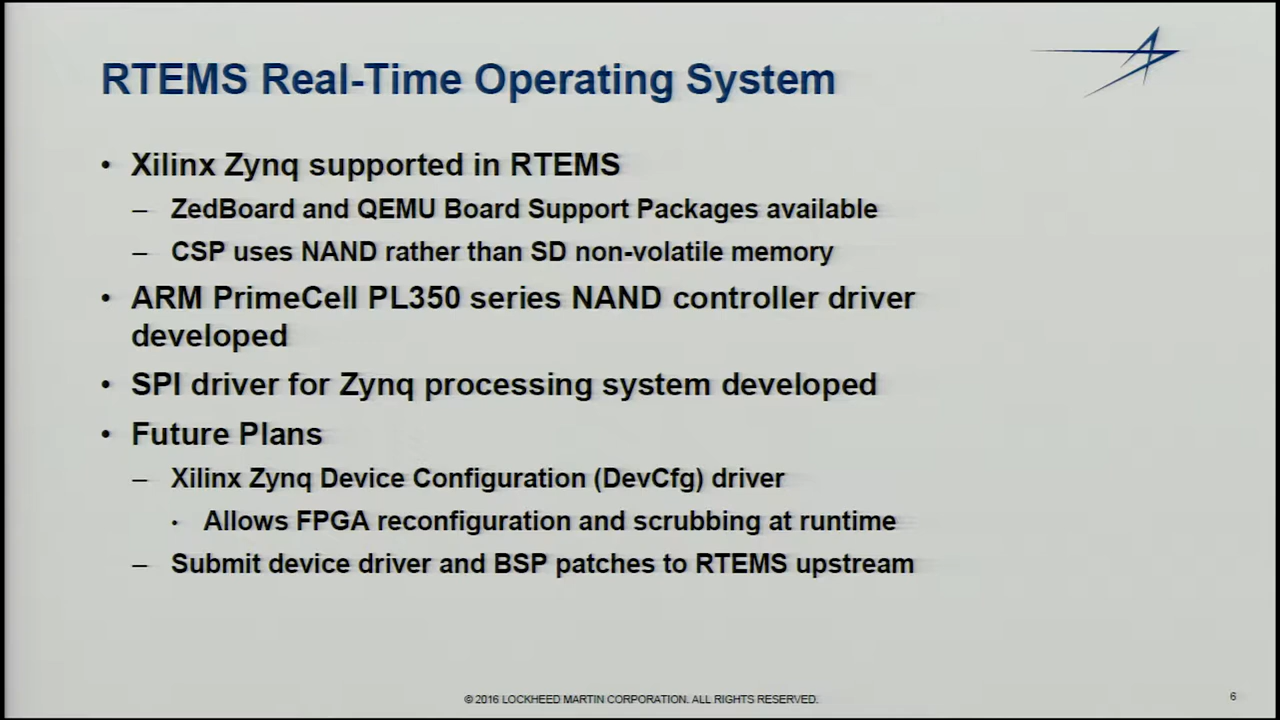 RTEMS Real-Time Operating System
• Xilinx Zynq supported in RTEMS
– ZedBoard and QEMU Board Support Packages available
– CSP uses NAND rather than SD non-volatile memory
• ARM PrimeCell PL350 series NAND controller driver
developed
• SPI driver for Zynq processing system developed
• Future Plans
– Xilinx Zynq Device Configuration (DevCfg) driver
• Allows FPGA reconfiguration and scrubbing at runtime
– Submit device driver and BSP patches to RTEMS upstream
© 2016 LOCKHEED MARTIN CORPORATION. ALL RIGHTS RESERVED.
6